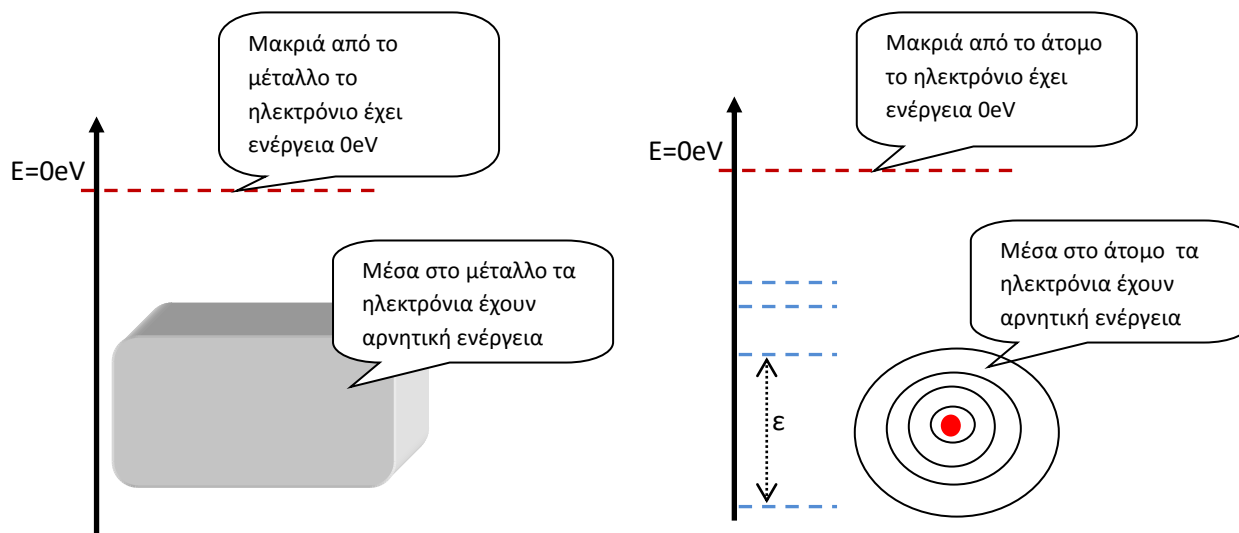 Μακριά από το
μέταλλο το
ηλεκτρόνιο έχει
ενέργεια 0eV
E=0eV
Μέσα στο μέταλλο τα
ηλεκτρόνια έχουν
αρνητική ενέργεια
Μακριά από το άτομο
το ηλεκτρόνιο έχει
ενέργεια 0eV
E=0eV
Μέσα στο άτομο τα
ηλεκτρόνια έχουν
αρνητική ενέργεια
ε